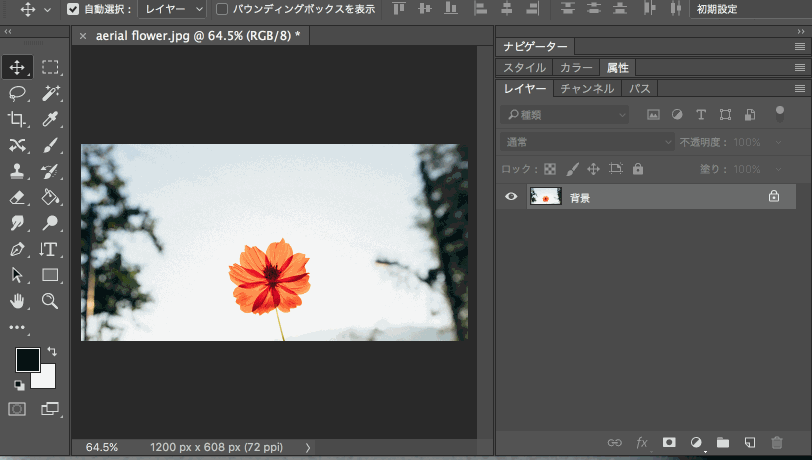 自動選択： レイヤー バウンディングボックスを表示 初期設定
aerial flower.jpg @ 64.5% (RGB/8) *
ナビゲーター
スタイル カラー 属性
レイヤー チャンネル パス
種類
通常 不透明度： 100%
ロック： 塗り： 100%
背景
64.5% 1200 px x 608 px (72 ppi)